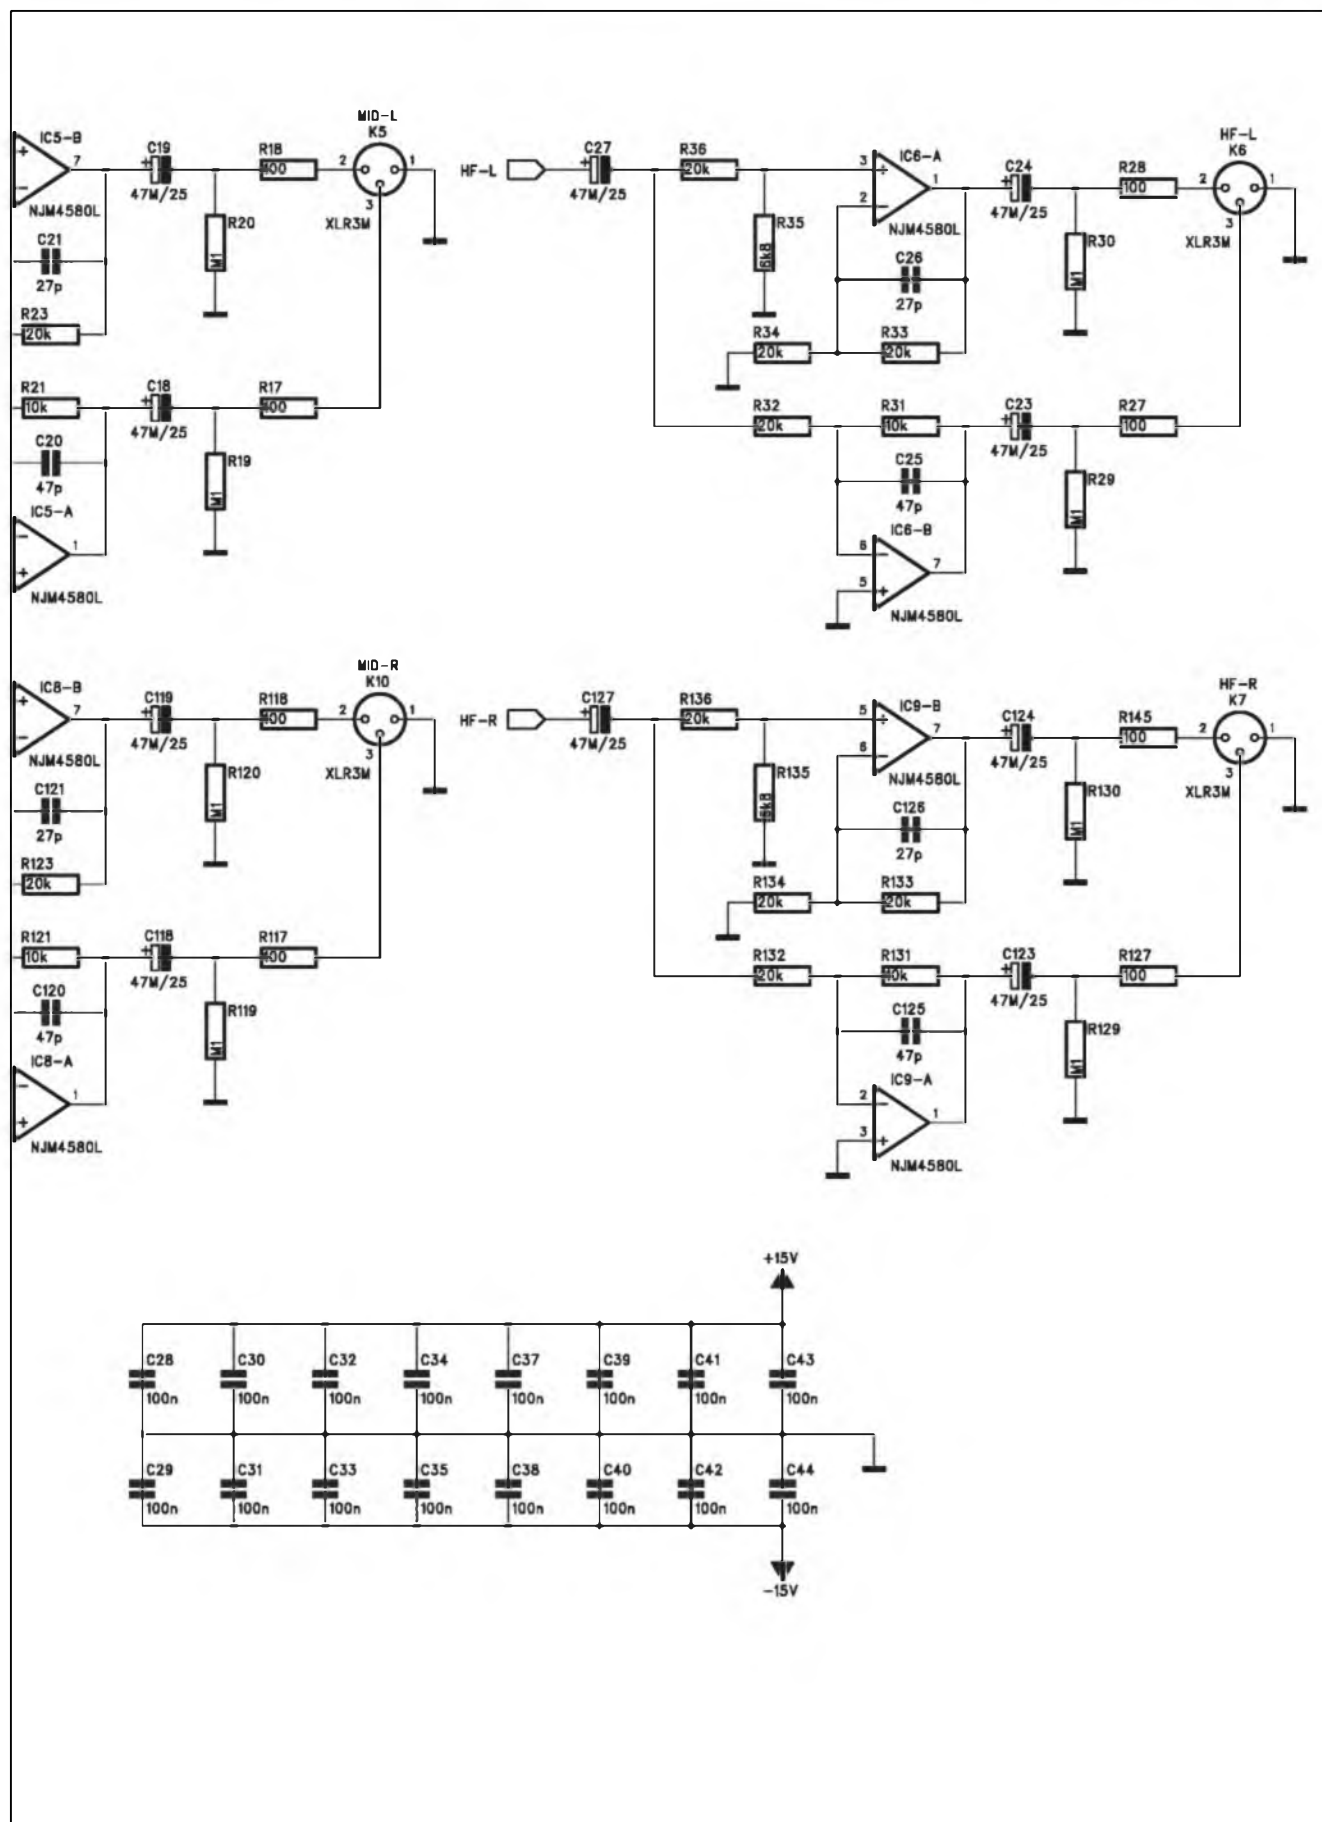 MID-L
K5
IC5-B
+
7
-
NJM4580L
C19
+
47M/25
R18
100
2
1
3
XLR3M
R20
M1
C21
27p
R23
20k
R21
10k
C18
+
47M/25
R17
100
C20
47p
R19
M1
IC5-A
-
1
+
NJM4580L
HF-L
C27
+
47M/25
R36
20k
R35
6k8
3
+
2
-
IC6-A
1
NJM4580L
C26
27p
R34
20k
R33
20k
C24
+
47M/25
R28
100
HF-L
K6
2
1
3
XLR3M
R30
M1
R32
20k
R31
10k
C23
+
47M/25
R27
100
C25
47p
R29
M1
IC6-B
6
-
7
5
+
NJM4580L
MID-R
K10
IC8-B
+
7
-
NJM4580L
C119
+
47M/25
R118
100
2
1
3
XLR3M
R120
M1
C121
27p
R123
20k
R121
10k
C118
+
47M/25
R117
100
C120
47p
R119
M1
IC8-A
-
1
+
NJM4580L
HF-R
C127
+
47M/25
R136
20k
R135
6k8
5
+
6
-
IC9-B
7
NJM4580L
C126
27p
R134
20k
R133
20k
C124
+
47M/25
R145
100
HF-R
K7
2
1
3
XLR3M
R130
M1
R132
20k
R131
10k
C123
+
47M/25
R127
100
C125
47p
R129
M1
IC9-A
2
-
1
3
+
NJM4580L
+15V
C28 C30 C32 C34 C37 C39 C41 C43
100n 100n 100n 100n 100n 100n 100n 100n
C29 C31 C33 C35 C38 C40 C42 C44
100n 100n 100n 100n 100n 100n 100n 100n
-15V